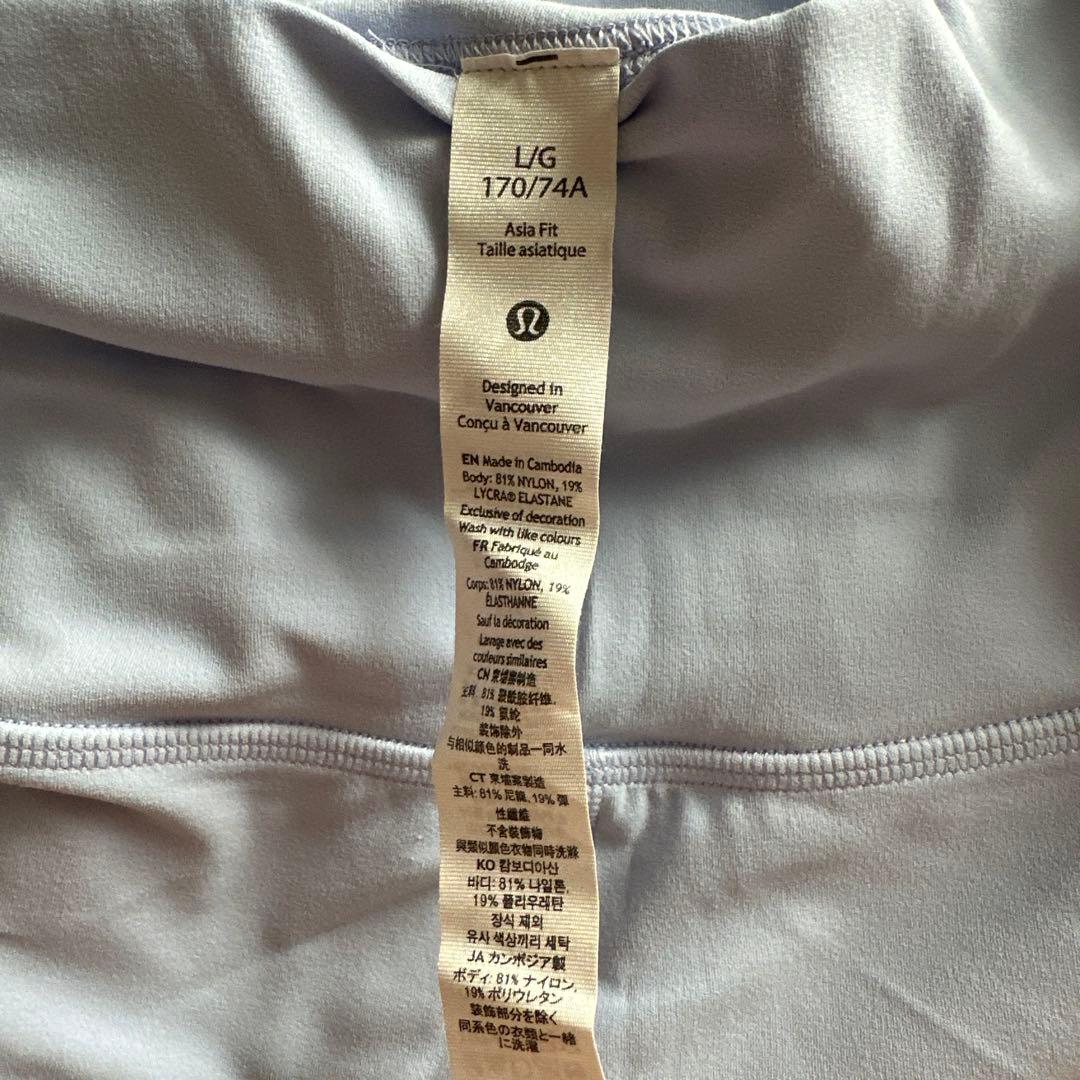 L/G
170/74A
Asia Fit
Taille asiatique
Designed in
Vancouver
Conçu à Vancouver
EN Made in Cambodia
Body: 81% NYLON, 19%
LYCRA® ELASTANE
Exclusive of decoration
Wash with like colours
FR Fabriqué au
Cambodge
Corps: 81% NYLON, 19%
ÉLASTHANNE
Sauf la décoration
Lavage avec des
couleurs similaires
CN 柬埔寨制造
主料: 81% 聚酰胺纤维,
19% 氨纶
装饰除外
与相似颜色的制品一同水
洗
CT 柬埔寨製造
主料: 81% 尼龍, 19% 彈
性纖維
不含裝飾物
與類似顏色衣物同時洗滌
KO 캄보디아산
바디: 81% 나일론,
19% 폴리우레탄
장식 제외
유사 색상끼리 세탁
JA カンボジア製
ボディ: 81% ナイロン,
19% ポリウレタン
装飾部分を除く
同系色の衣類と一緒
に洗濯